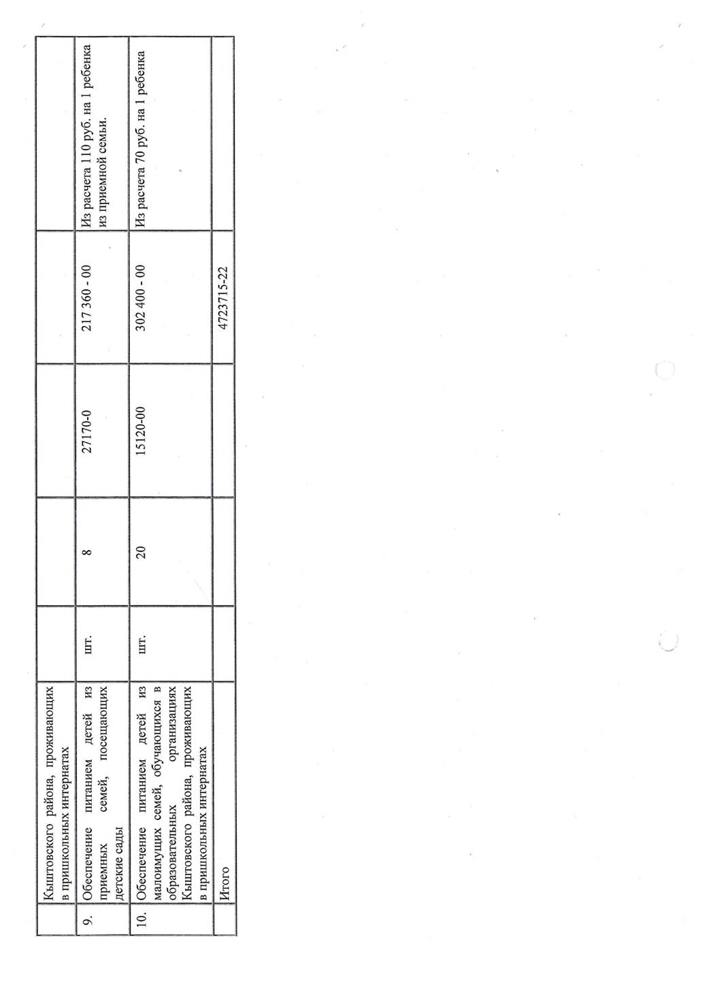 Кыштовского района, проживающих
в пришкольных интернатах
9.
Обеспечение питанием детей из
приемных семей, посещающих
детские сады
шт.
8
27170-0
217 360 - 00
Из расчета 110 руб. на 1 ребенка
из приемной семьи.
10.
Обеспечение питанием детей из
малоимущих семей, обучающихся в
образовательных организациях
Кыштовского района, проживающих
в пришкольных интернатах
шт.
20
15120-00
302 400 - 00
Из расчета 70 руб. на 1 ребенка
Итого
4723715-22